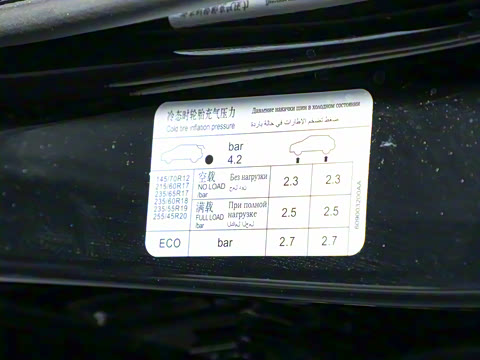 冷态时轮胎充气压力
Давление накачки шин в холодном состоянии
Cold tire inflation pressure
ضغط تضخم الإطارات في حالة باردة
bar
4.2
145/70R12
215/60R17
235/65R17
235/60R18
235/55R19
255/45R20
空载 Без нагрузки
NO LOAD
/bar
2.3 2.3
满载 При полной
нагрузке
FULL LOAD
/bar
2.5 2.5
ECO bar 2.7 2.7